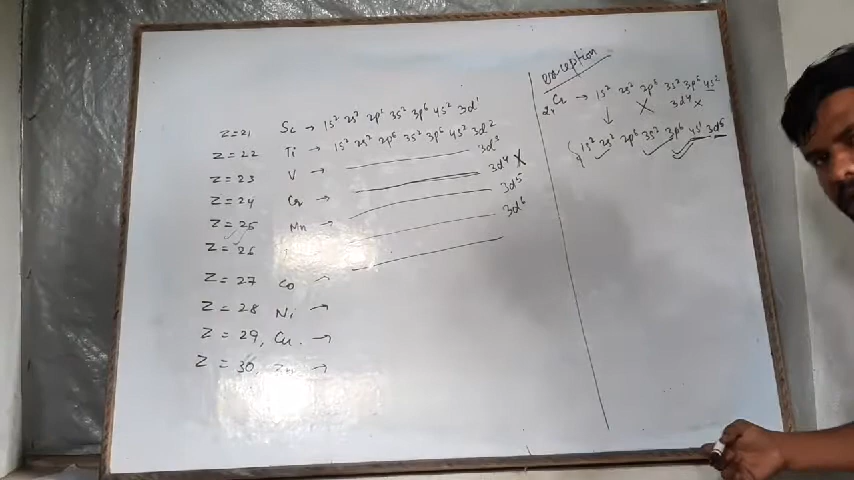 Z=21 Sc → 1s² 2s² 2p⁶ 3s² 3p⁶ 4s² 3d¹
Z=22 Ti → 1s² 2s² 2p⁶ 3s² 3p⁶ 4s² 3d²
Z=23 V → 3d³
Z=24 Cr → 3d⁴ X
Z=25 Mn → 3d⁵
Z=26 3d⁶
Z=27 Co →
Z=28 Ni →
Z=29, Cu. →
Z=30, Zn →
exception
₂₄Cr → 1s² 2s² 2p⁶ 3s² 3p⁶ 4s²
3d⁴ x
1s² 2s² 2p⁶ 3s² 3p⁶ 4s¹ 3d⁵